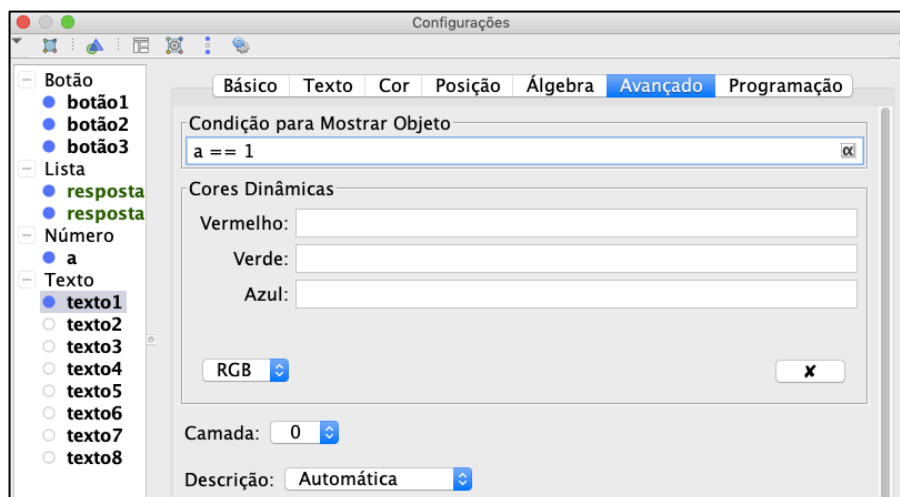 Configurações
Botão
botão1
botão2
botão3
Lista
resposta
resposta
Número
a
Texto
texto1
texto2
texto3
texto4
texto5
texto6
texto7
texto8
Básico Texto Cor Posição Álgebra Avançado Programação
Condição para Mostrar Objeto
a == 1 α
Cores Dinâmicas
Vermelho:
Verde:
Azul:
RGB ✘
Camada: 0
Descrição: Automática